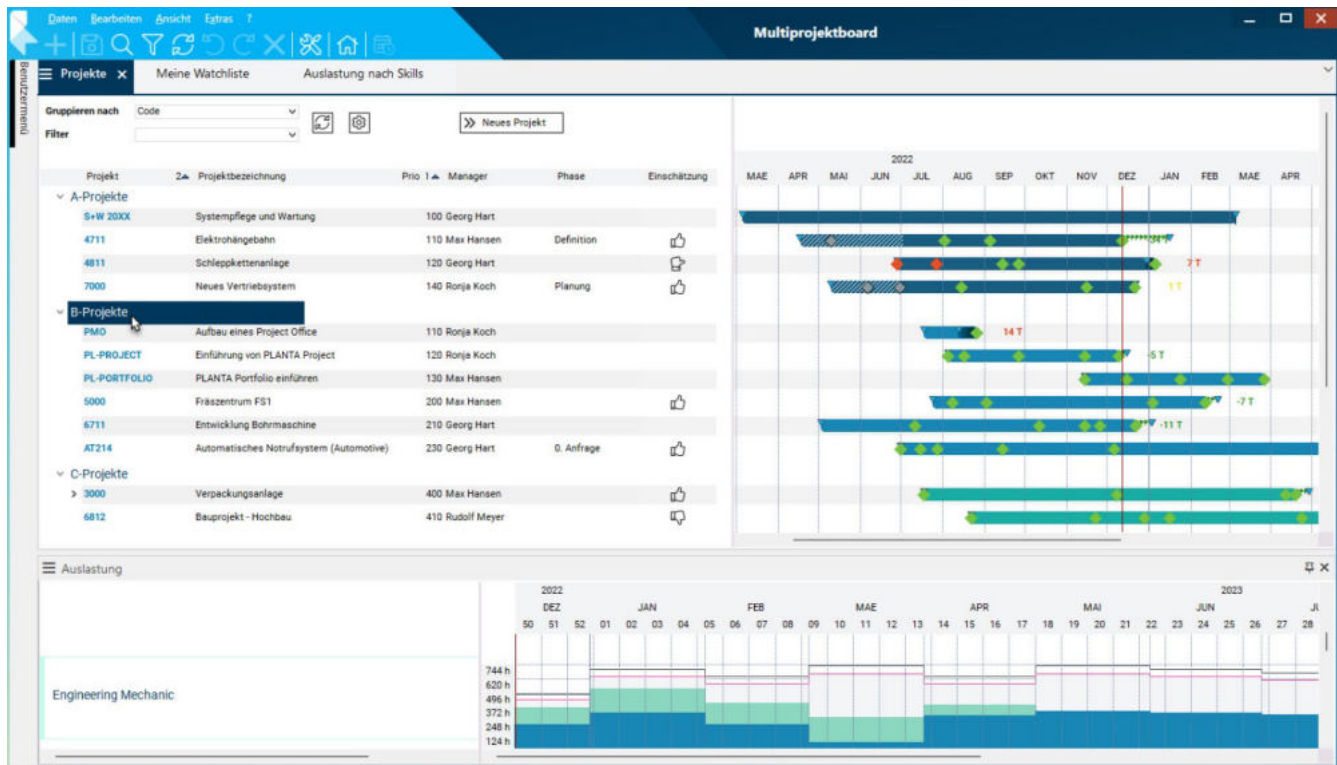 Daten Bearbeiten Ansicht Extras ?
Multiprojektboard
Benutzermenü
Projekte Meine Watchliste Auslastung nach Skills
Gruppieren nach Code
Filter
Neues Projekt
2022
Projekt 2 Projektbezeichnung Prio 1 Manager Phase Einschätzung MAE APR MAI JUN JUL AUG SEP OKT NOV DEZ JAN FEB MAE APR
A-Projekte
S+W 20XX Systempflege und Wartung 100 Georg Hart
4711 Elektrohängebahn 110 Max Hansen Definition -34 T
4811 Schleppkettenanlage 120 Georg Hart 7 T
7000 Neues Vertriebsystem 140 Ronja Koch Planung 1 T
B-Projekte
PMO Aufbau eines Project Office 110 Ronja Koch 14 T
PL-PROJECT Einführung von PLANTA Project 120 Ronja Koch -5 T
PL-PORTFOLIO PLANTA Portfolio einführen 130 Max Hansen
5000 Fräszentrum FS1 200 Max Hansen -7 T
6711 Entwicklung Bohrmaschine 210 Georg Hart -11 T
AT214 Automatisches Notrufsystem (Automotive) 230 Georg Hart 0. Anfrage
C-Projekte
3000 Verpackungsanlage 400 Max Hansen
6812 Bauprojekt - Hochbau 410 Rudolf Meyer
Auslastung
2022 2023
DEZ JAN FEB MAE APR MAI JUN
50 51 52 01 02 03 04 05 06 07 08 09 10 11 12 13 14 15 16 17 18 19 20 21 22 23 24 25 26 27 28
Engineering Mechanic
744 h
620 h
496 h
372 h
248 h
124 h